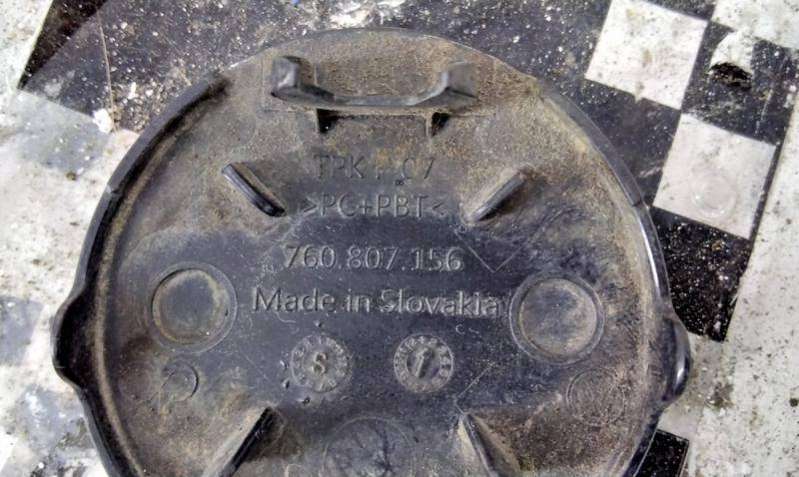 >PC+PBT<
760.807.156
Made in Slovakia